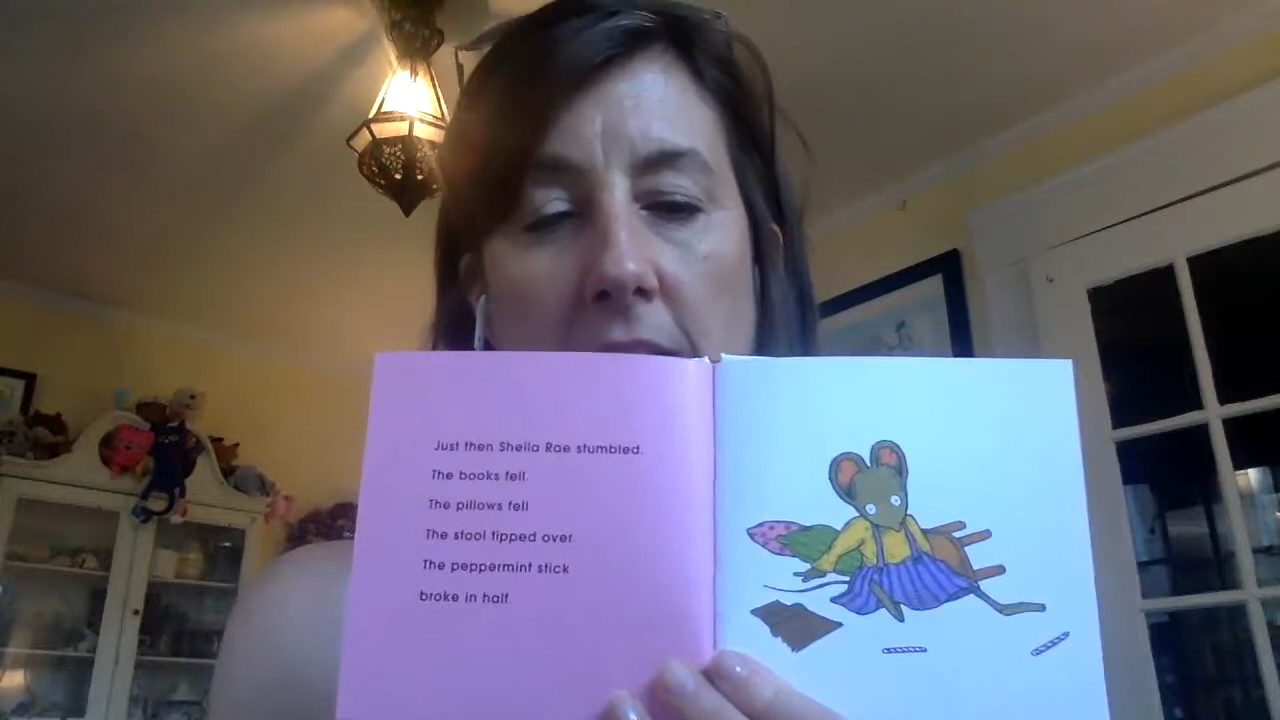 Just then Sheila Rae stumbled.
The books fell.
The pillows fell
The stool tipped over
The peppermint stick
broke in half.